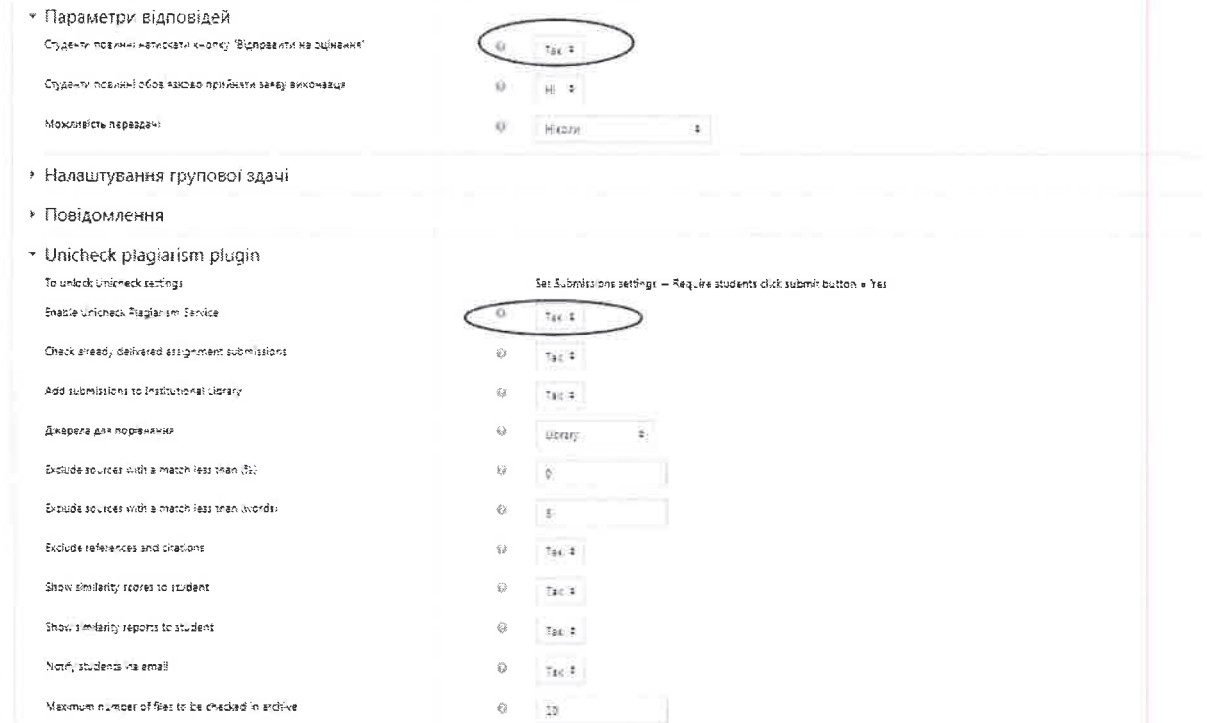 Параметри відповідей
Студенти повинні натискати кнопку 'Відправити на оцінання' Так
Студенти повинні обов'язково прийняти заяву виконавця Ні
Можливість перездачі Ніколи
Налаштування групової здачі
Повідомлення
Unicheck plagiarism plugin
To unlock Unicheck settings Set Submissions settings — Require students click submit button = Yes
Enable Unicheck Plagiarism Service Так
Check already delivered assignment submissions Так
Add submissions to Institutional Library Так
Джерела для порівняння Library
Exclude sources with a match less than (%) 0
Exclude sources with a match less than (words)
Exclude references and citations Так
Show similarity scores to student Так
Show similarity reports to student Так
Notify students via email Так
Maximum number of files to be checked in archive